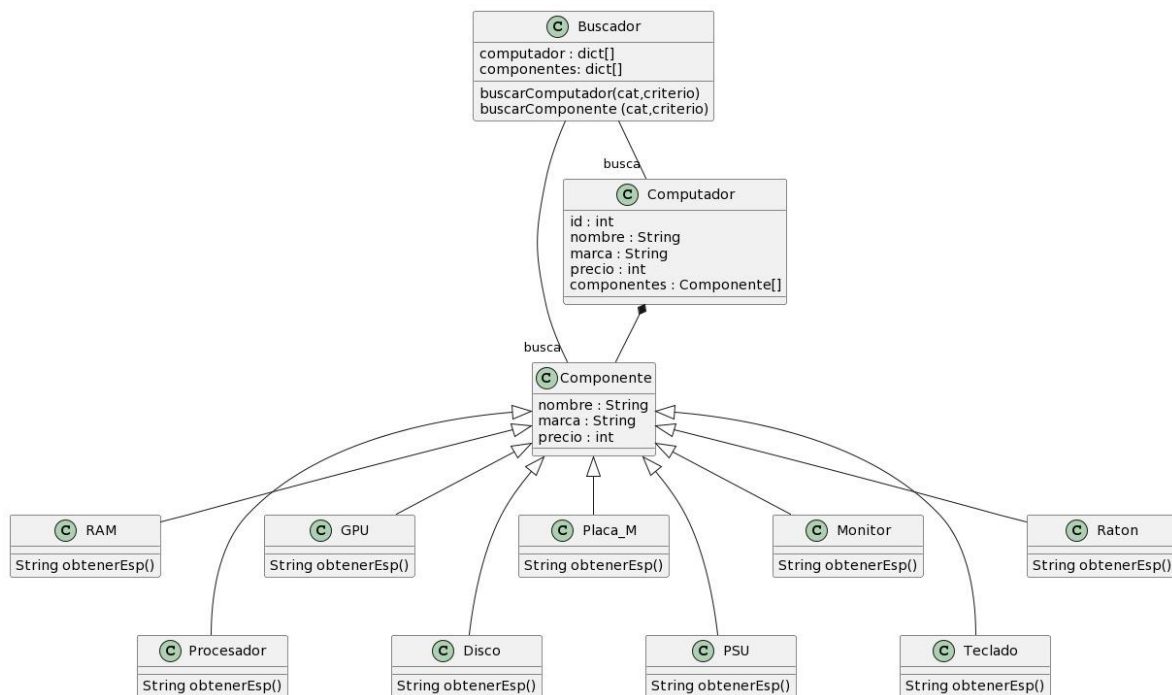 C Buscador
computador : dict[]
componentes: dict[]
buscarComputador(cat,criterio)
buscarComponente (cat,criterio)
busca
C Computador
id : int
nombre : String
marca : String
precio : int
componentes : Componente[]
busca
C Componente
nombre : String
marca : String
precio : int
C RAM
String obtenerEsp()
C GPU
String obtenerEsp()
C Placa_M
String obtenerEsp()
C Monitor
String obtenerEsp()
C Raton
String obtenerEsp()
C Procesador
String obtenerEsp()
C Disco
String obtenerEsp()
C PSU
String obtenerEsp()
C Teclado
String obtenerEsp()